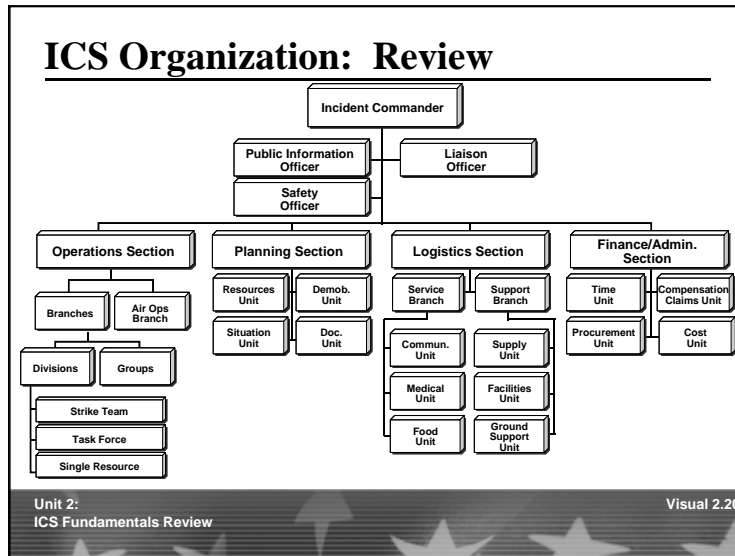 ICS Organization: Review
Incident Commander
Public Information
Officer
Liaison
Officer
Safety
Officer
Operations Section
Planning Section
Logistics Section
Finance/Admin.
Section
Branches
Air Ops
Branch
Divisions
Groups
Strike Team
Task Force
Single Resource
Resources
Unit
Demob.
Unit
Situation
Unit
Doc.
Unit
Service
Branch
Support
Branch
Commun.
Unit
Supply
Unit
Medical
Unit
Facilities
Unit
Food
Unit
Ground
Support
Unit
Time
Unit
Compensation
Claims Unit
Procurement
Unit
Cost
Unit
Unit 2:
ICS Fundamentals Review
Visual 2.20